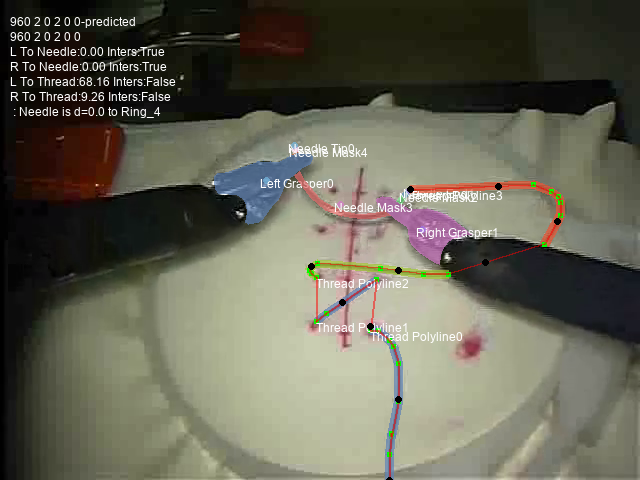 960 2 0 2 0 0-predicted
960 2 0 2 0 0
L To Needle:0.00 Inters:True
R To Needle:0.00 Inters:True
L To Thread:68.16 Inters:False
R To Thread:9.26 Inters:False
: Needle is d=0.0 to Ring_4
Needle Tip0
Needle Mask4
Left Grasper0
Needle Mask2
Needle Mask3
Right Grasper1
Thread Polyline2
Thread Polyline1
Thread Polyline0